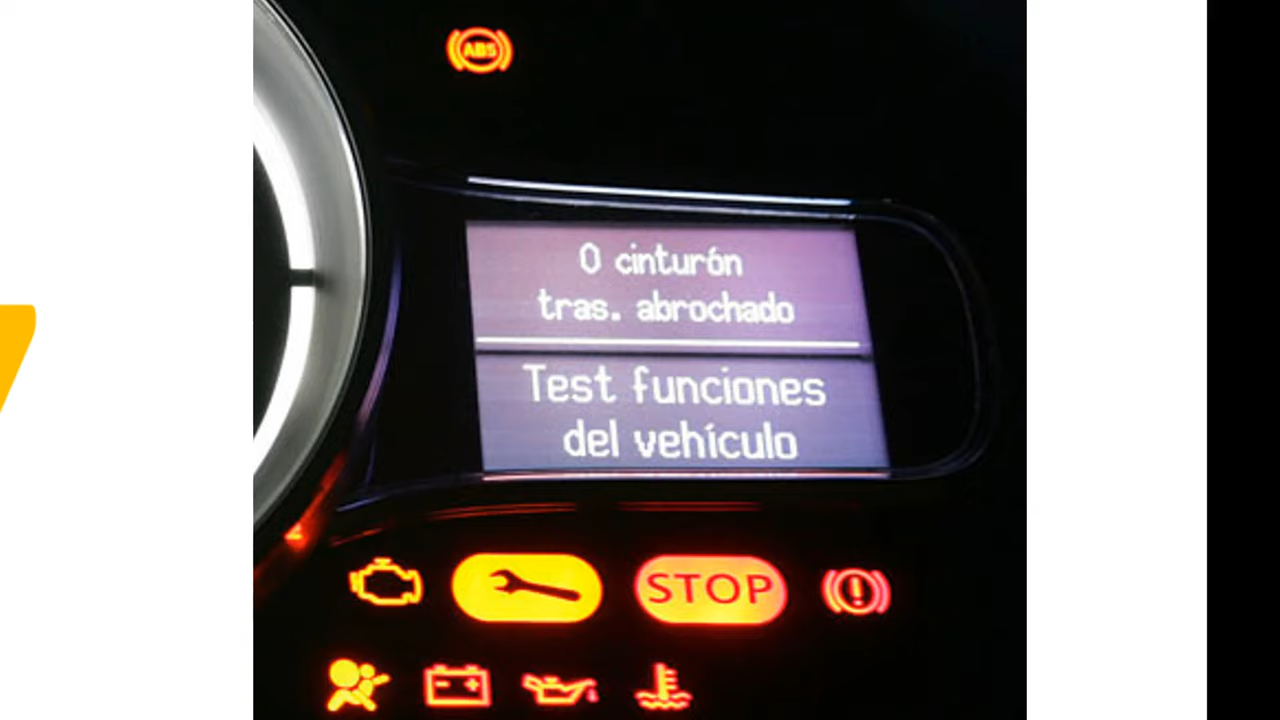 ABS
0 cinturón
tras. abrochado
Test funciones
del vehículo
STOP